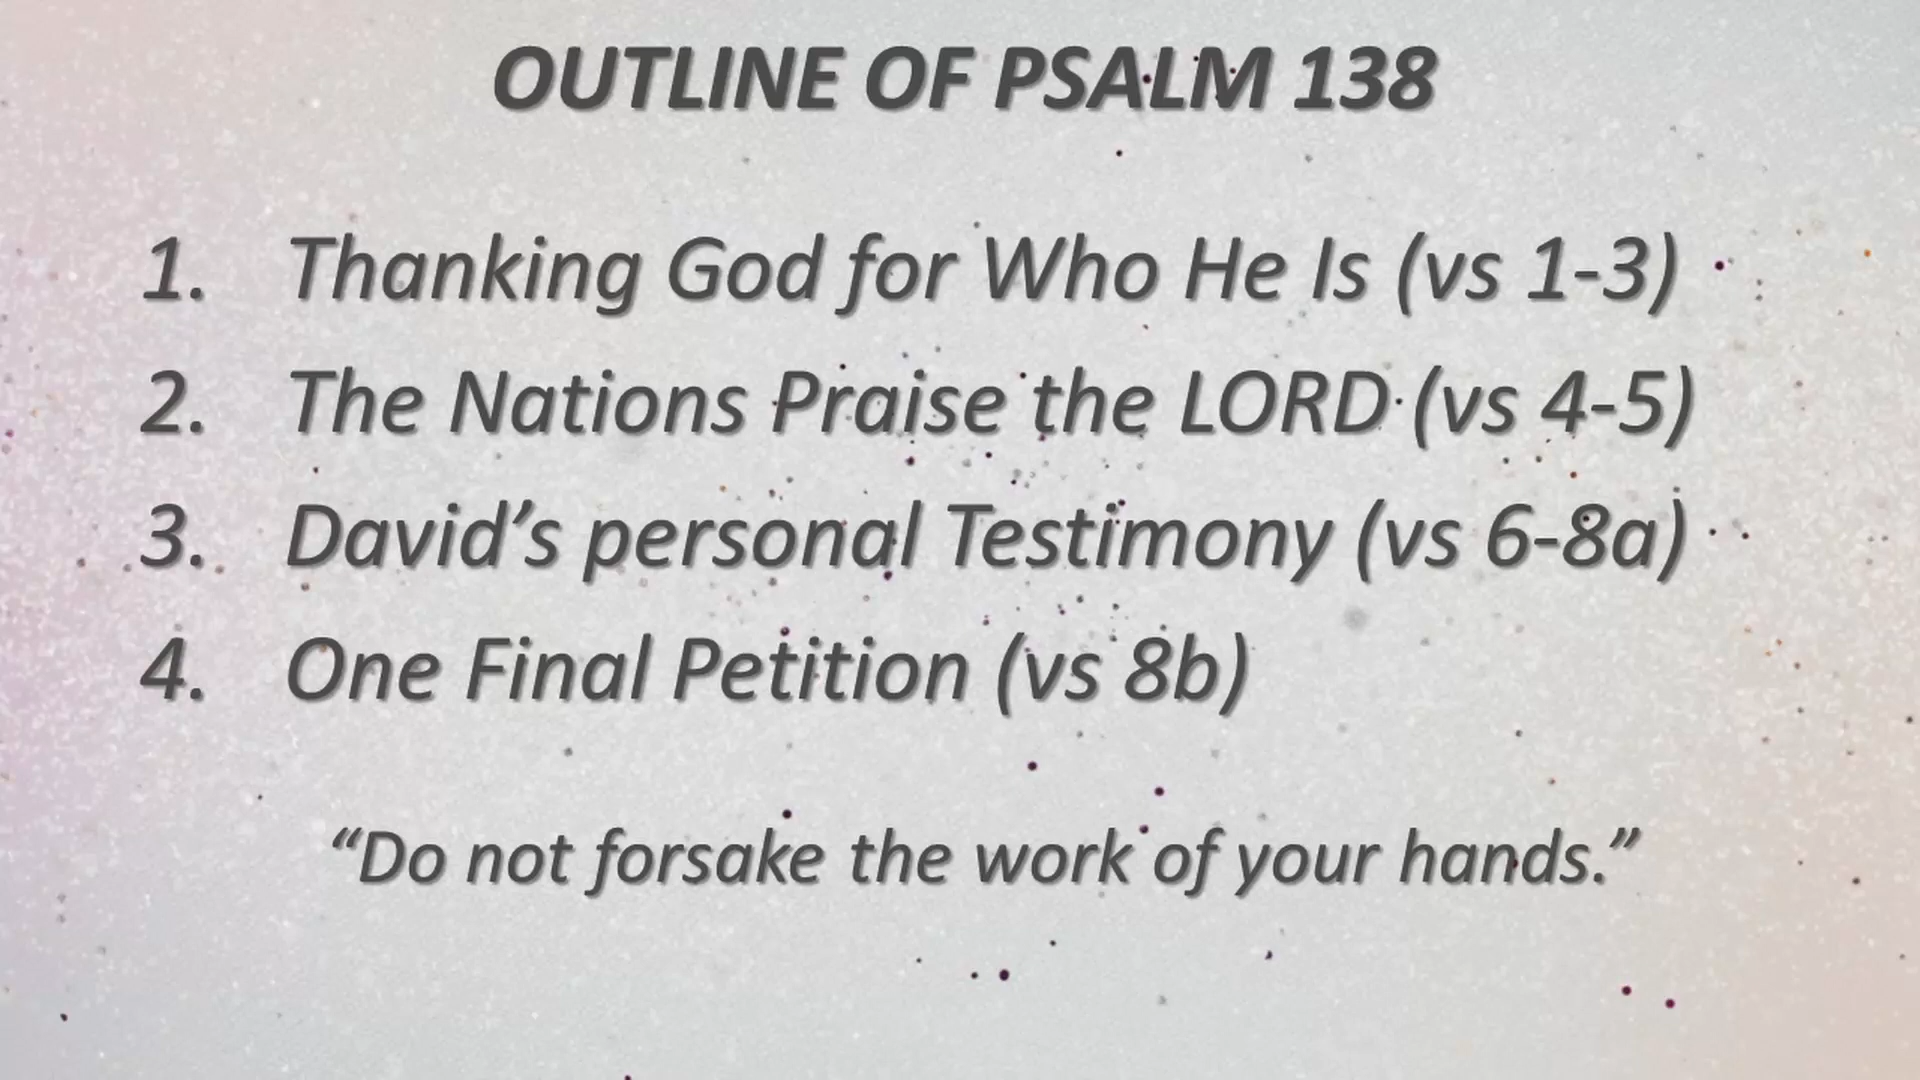 OUTLINE OF PSALM 138
1. Thanking God for Who He Is (vs 1-3)
2. The Nations Praise the LORD (vs 4-5)
3. David’s personal Testimony (vs 6-8a)
4. One Final Petition (vs 8b)
“Do not forsake the work of your hands.”